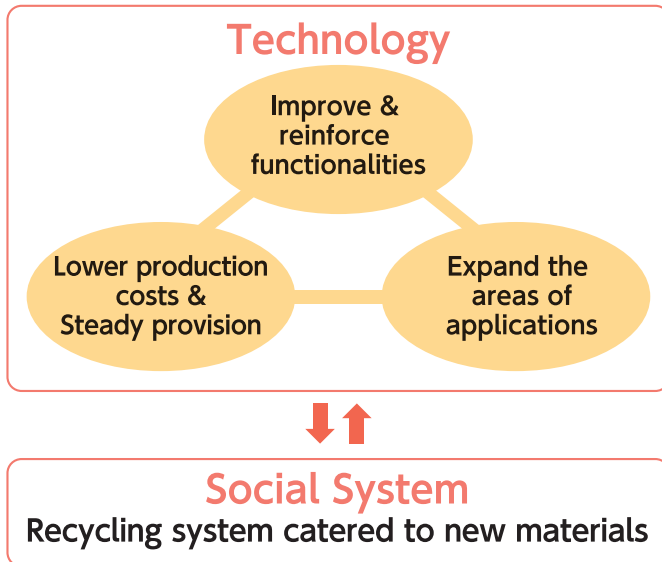 Technology
Improve &
reinforce
functionalities
Lower production
costs &
Steady provision
Expand the
areas of
applications
Social System
Recycling system catered to new materials